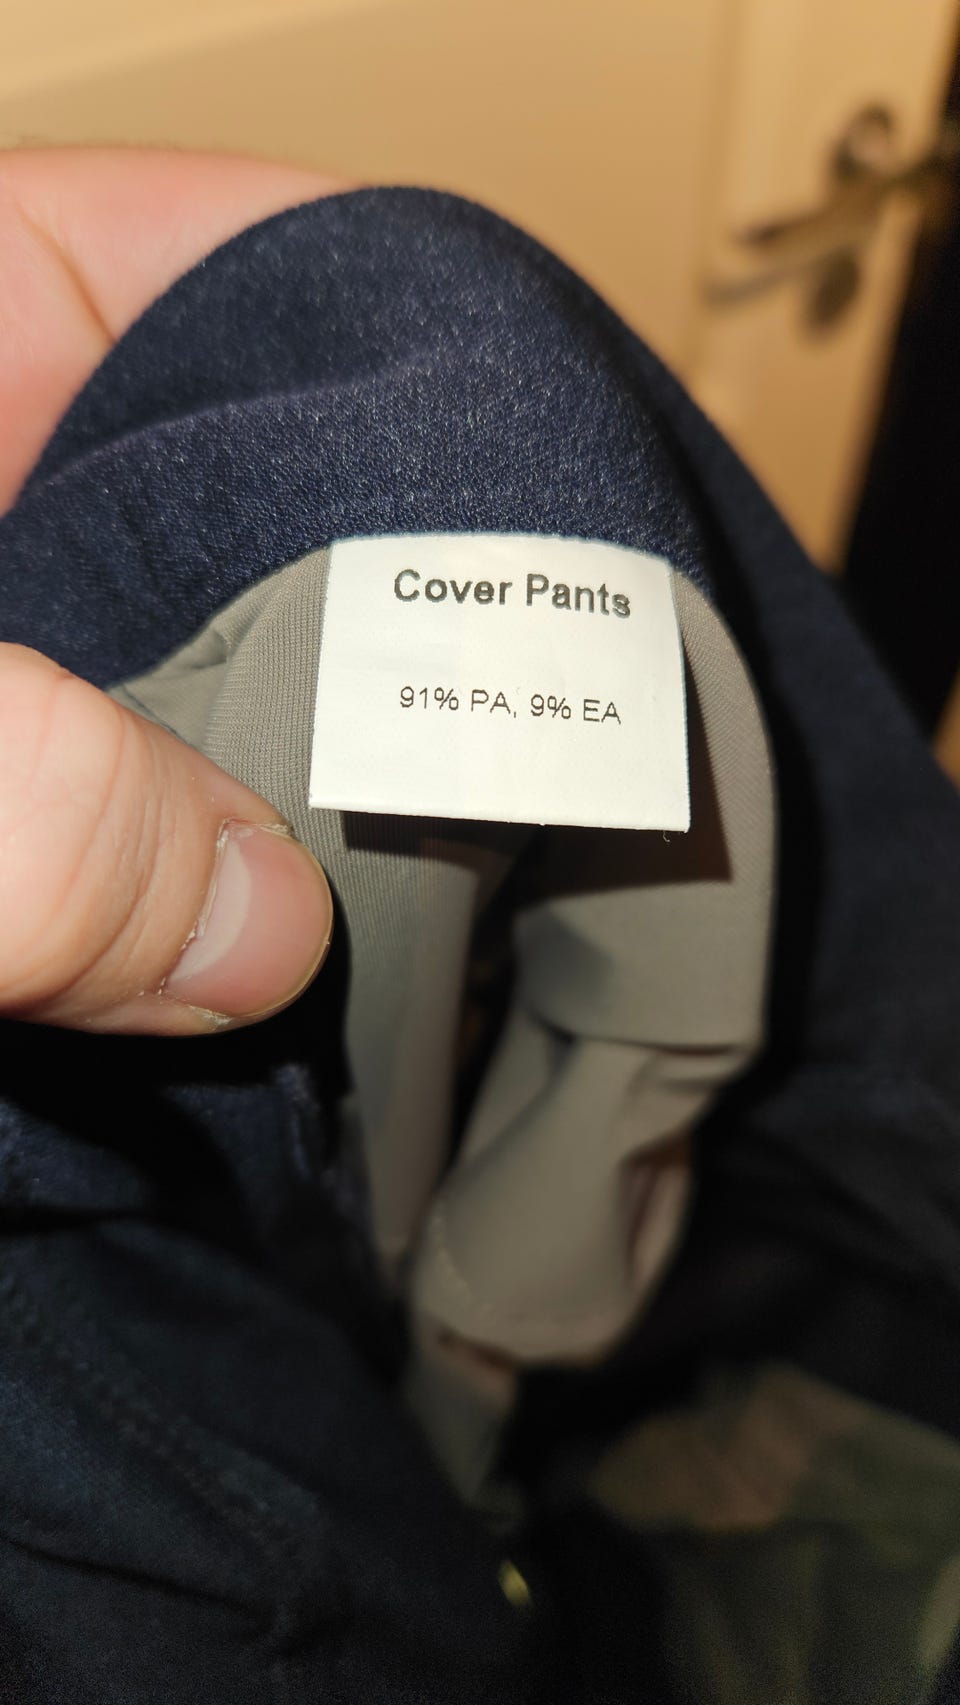 Cover Pants
91% PA, 9% EA